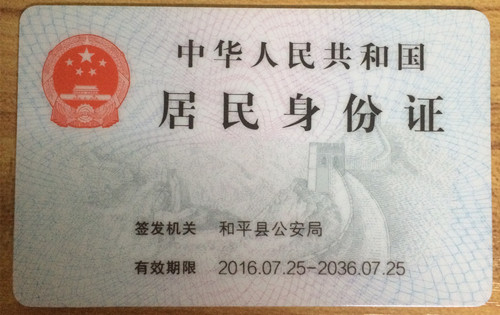 中华人民共和国
居民身份证
签发机关 和平县公安局
有效期限 2016.07.25-2036.07.25